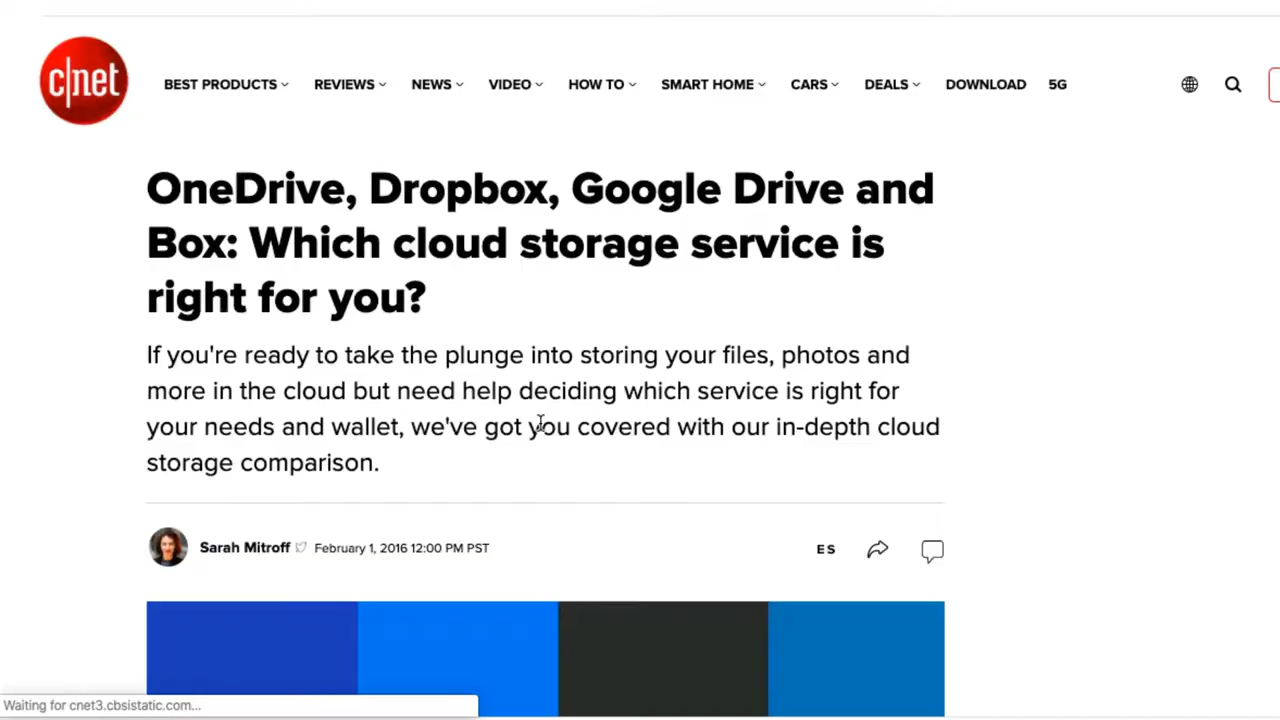 c|net
BEST PRODUCTS REVIEWS NEWS VIDEO HOW TO SMART HOME CARS DEALS DOWNLOAD 5G
OneDrive, Dropbox, Google Drive and
Box: Which cloud storage service is
right for you?
If you're ready to take the plunge into storing your files, photos and
more in the cloud but need help deciding which service is right for
your needs and wallet, we've got you covered with our in-depth cloud
storage comparison.
Sarah Mitroff February 1, 2016 12:00 PM PST
ES
Waiting for cnet3.cbsistatic.com...